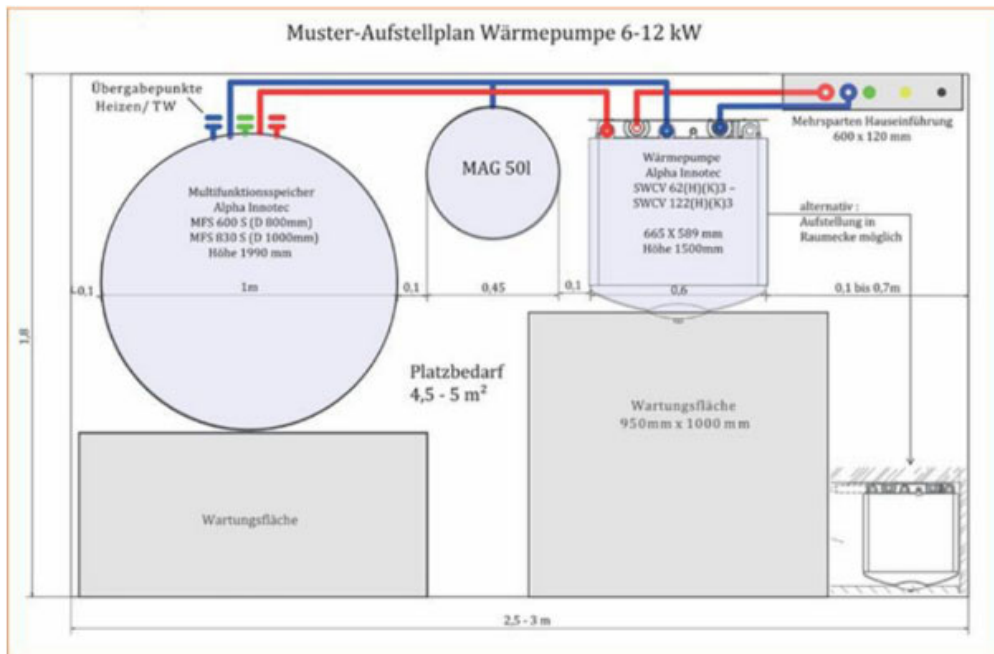 Muster-Aufstellplan Wärmepumpe 6-12 kW
Übergabepunkte
Heizen/ TW
Mehrsparten Hauseinführung
600 x 120 mm
MAG 50l
Multifunktionsspeicher
Alpha Innotec
MFS 600 S (D 800mm)
MFS 830 S (D 1000mm)
Höhe 1990 mm
Wärmepumpe
Alpha Innotec
SWCV 62(H)(K)3 –
SWCV 122(H)(K)3
665 X 589 mm
Höhe 1500mm
alternativ :
Aufstellung in
Raumecke möglich
0,1
1m
0,1
0,45
0,1
0,6
0,1 bis 0,7m
1,8
Platzbedarf
4,5 - 5 m²
Wartungsfläche
950mm x 1000 mm
Wartungsfläche
2,5 - 3 m